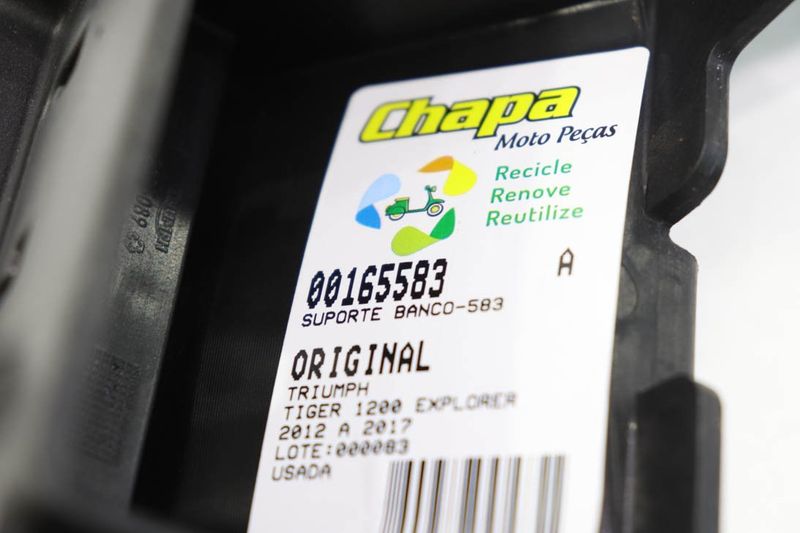 Chapa
Moto Peças
Recicle
Renove
Reutilize
00165583
A
SUPORTE BANCO-583
ORIGINAL
TRIUMPH
TIGER 1200 EXPLORER
2012 A 2017
LOTE:000083
USADA